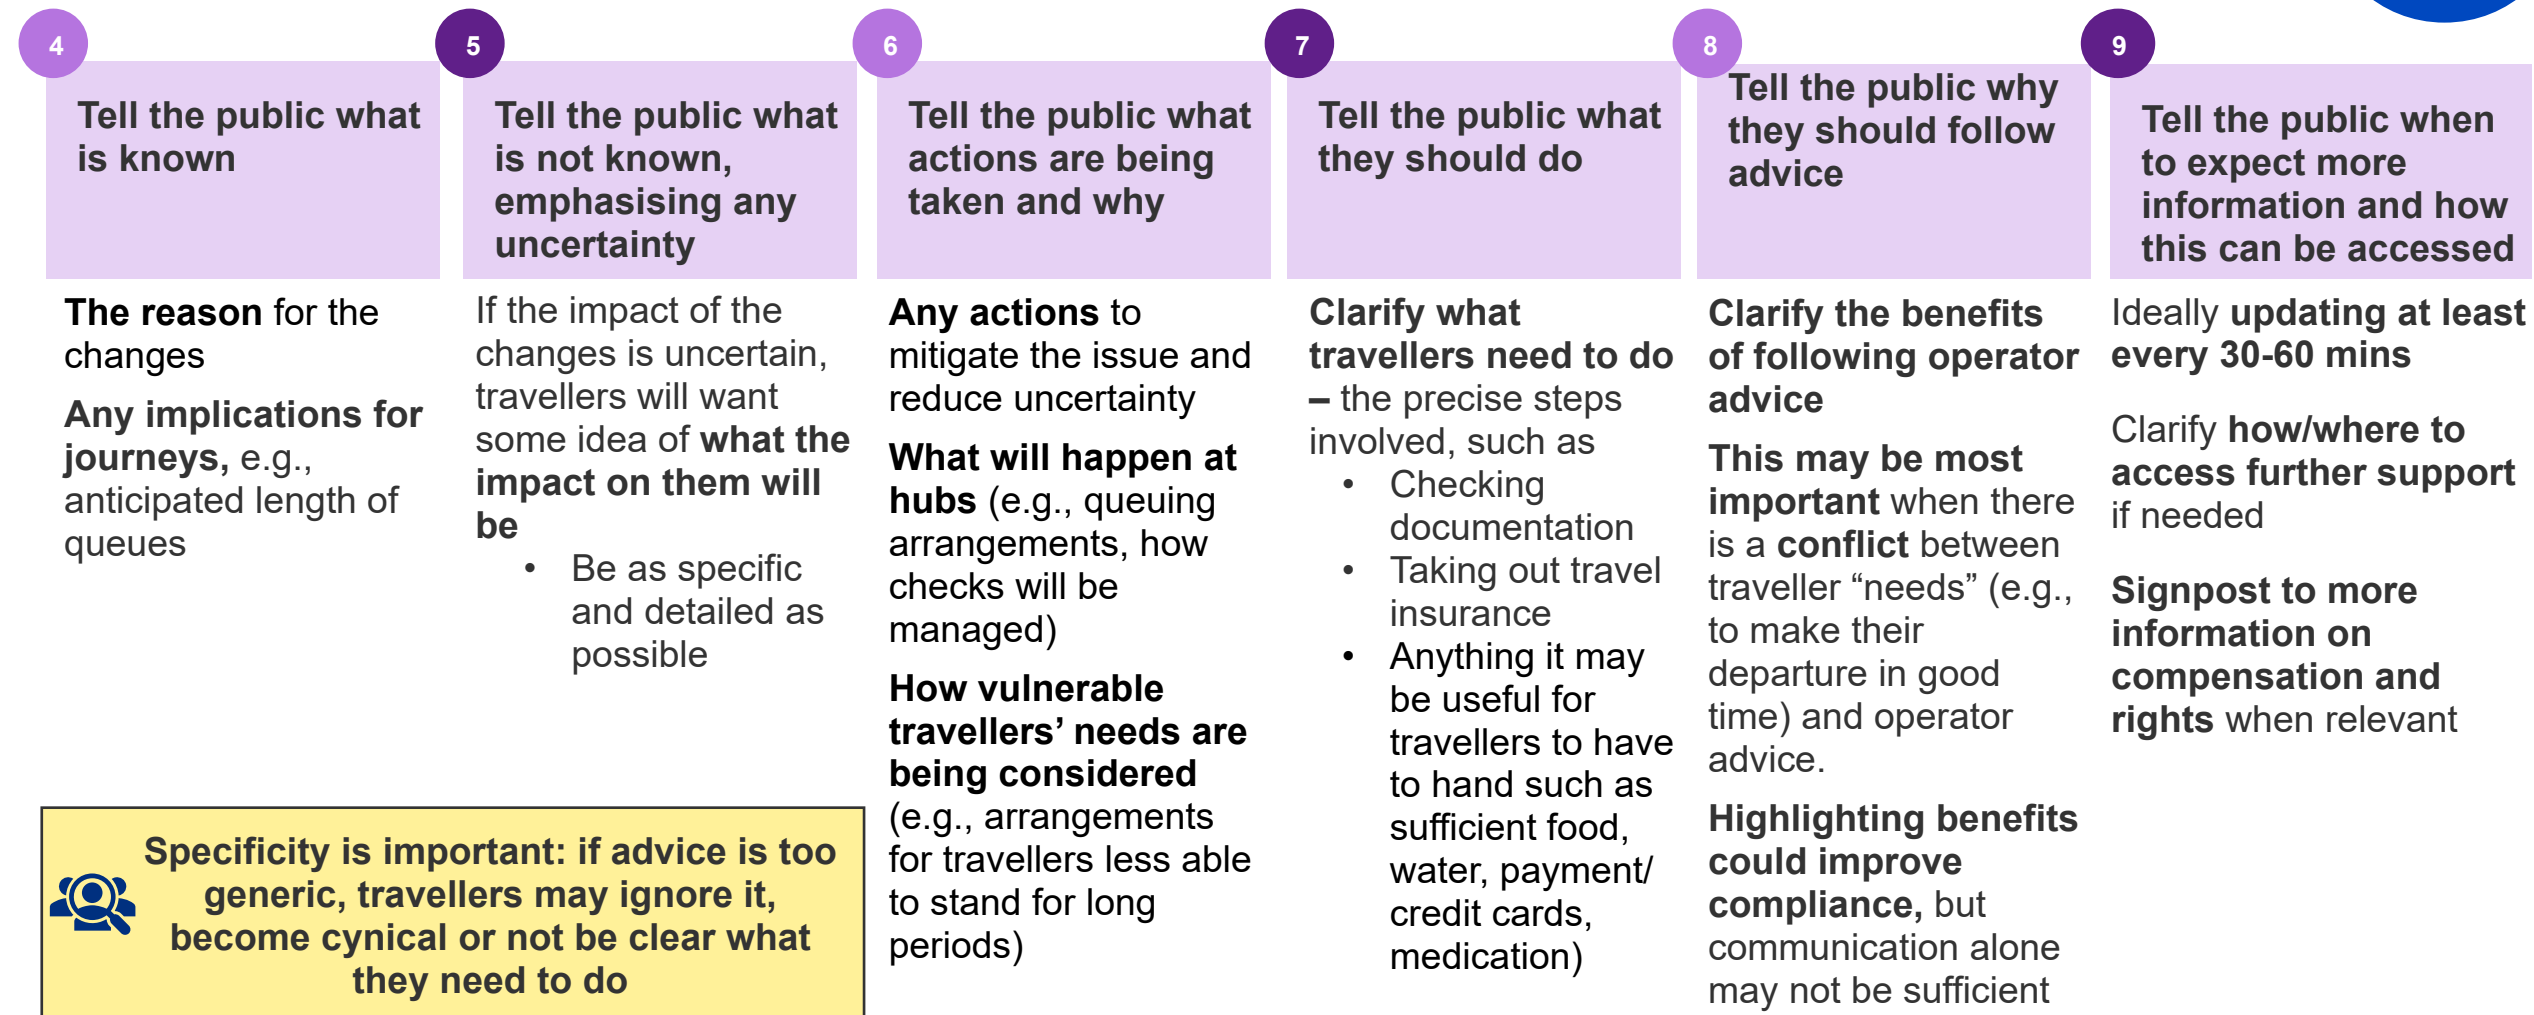 4
Tell the public what
is known
The reason for the
changes
Any implications for
journeys, e.g.,
anticipated length of
queues
5
Tell the public what
is not known,
emphasising any
uncertainty
If the impact of the
changes is uncertain,
travellers will want
some idea of what the
impact on them will
be
• Be as specific
and detailed as
possible
Specificity is important: if advice is too
generic, travellers may ignore it,
become cynical or not be clear what
they need to do
6
Tell the public what
actions are being
taken and why
Any actions to
mitigate the issue and
reduce uncertainty
What will happen at
hubs (e.g., queuing
arrangements, how
checks will be
managed)
How vulnerable
travellers’ needs are
being considered
(e.g., arrangements
for travellers less able
to stand for long
periods)
7
Tell the public what
they should do
Clarify what
travellers need to do
– the precise steps
involved, such as
• Checking
documentation
• Taking out travel
insurance
• Anything it may
be useful for
travellers to have
to hand such as
sufficient food,
water, payment/
credit cards,
medication)
8
Tell the public why
they should follow
advice
Clarify the benefits
of following operator
advice
This may be most
important when there
is a conflict between
traveller “needs” (e.g.,
to make their
departure in good
time) and operator
advice.
Highlighting benefits
could improve
compliance, but
communication alone
may not be sufficient
9
Tell the public when
to expect more
information and how
this can be accessed
Ideally updating at least
every 30-60 mins
Clarify how/where to
access further support
if needed
Signpost to more
information on
compensation and
rights when relevant